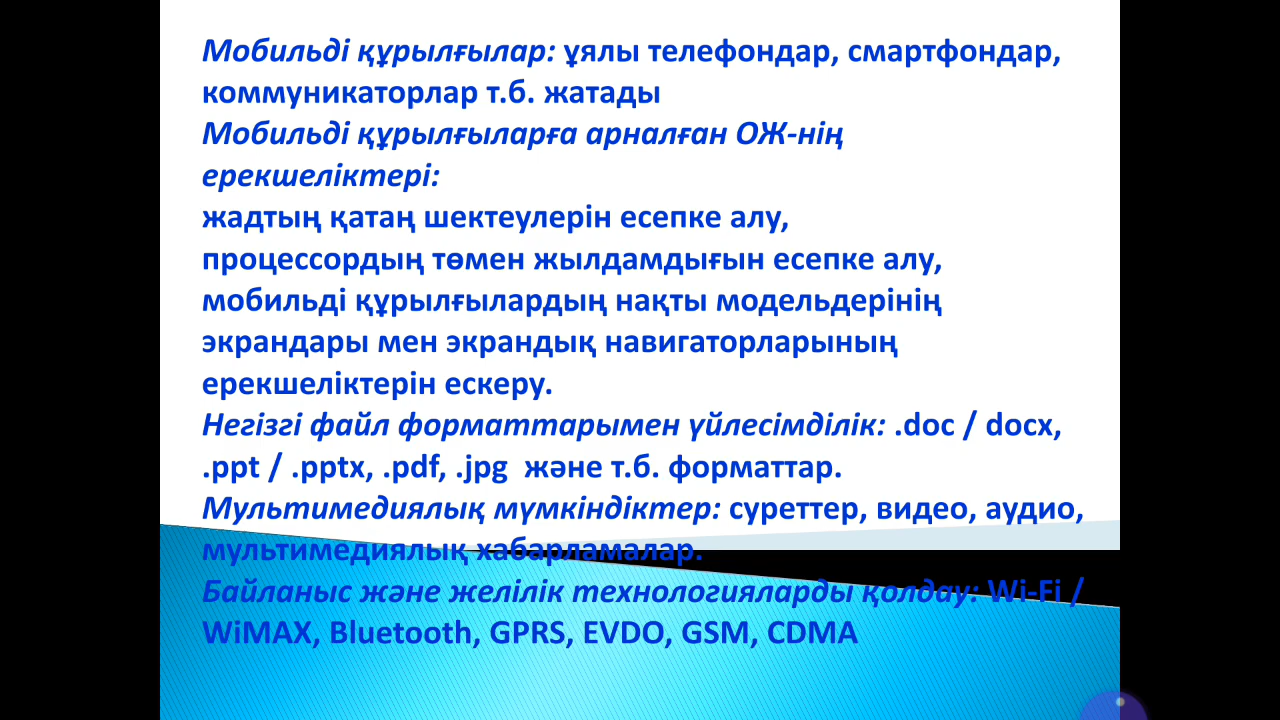 Мобильді құрылғылар: ұялы телефондар, смартфондар,
коммуникаторлар т.б. жатады
Мобильді құрылғыларға арналған ОЖ-нің
ерекшеліктері:
жадтың қатаң шектеулерін есепке алу,
процессордың төмен жылдамдығын есепке алу,
мобильді құрылғылардың нақты модельдерінің
экрандары мен экрандық навигаторларының
ерекшеліктерін ескеру.
Негізгі файл форматтарымен үйлесімділік: .doc / docx,
.ppt / .pptx, .pdf, .jpg  және т.б. форматтар.
Мультимедиялық мүмкіндіктер: суреттер, видео, аудио,
мультимедиялық хабарламалар.
Байланыс және желілік технологияларды қолдау: Wi-Fi /
WiMAX, Bluetooth, GPRS, EVDO, GSM, CDMA